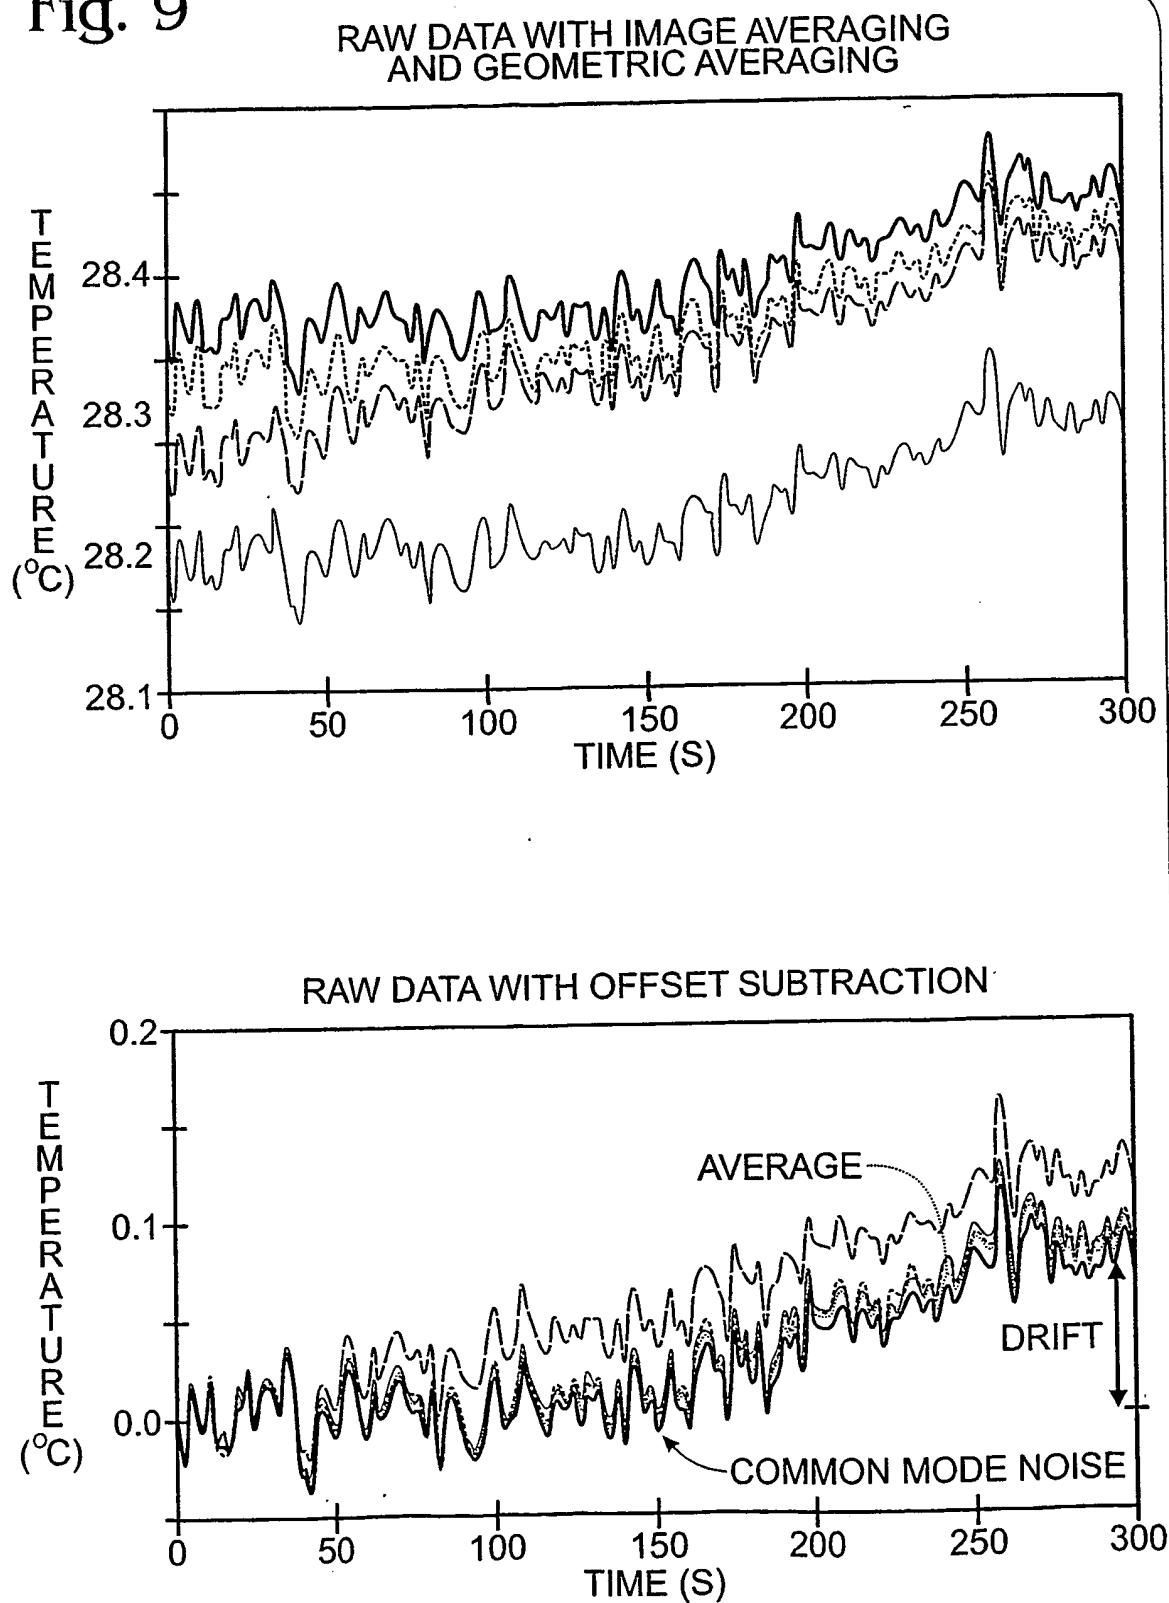 Fig. 9
RAW DATA WITH IMAGE AVERAGING
AND GEOMETRIC AVERAGING
TEMPERATURE
(°C)
28.4
28.3
28.2
28.1
0 50 100 150 200 250 300
TIME (S)
RAW DATA WITH OFFSET SUBTRACTION
TEMPERATURE
(°C)
0.2
0.1
0.0
AVERAGE
DRIFT
COMMON MODE NOISE
0 50 100 150 200 250 300
TIME (S)